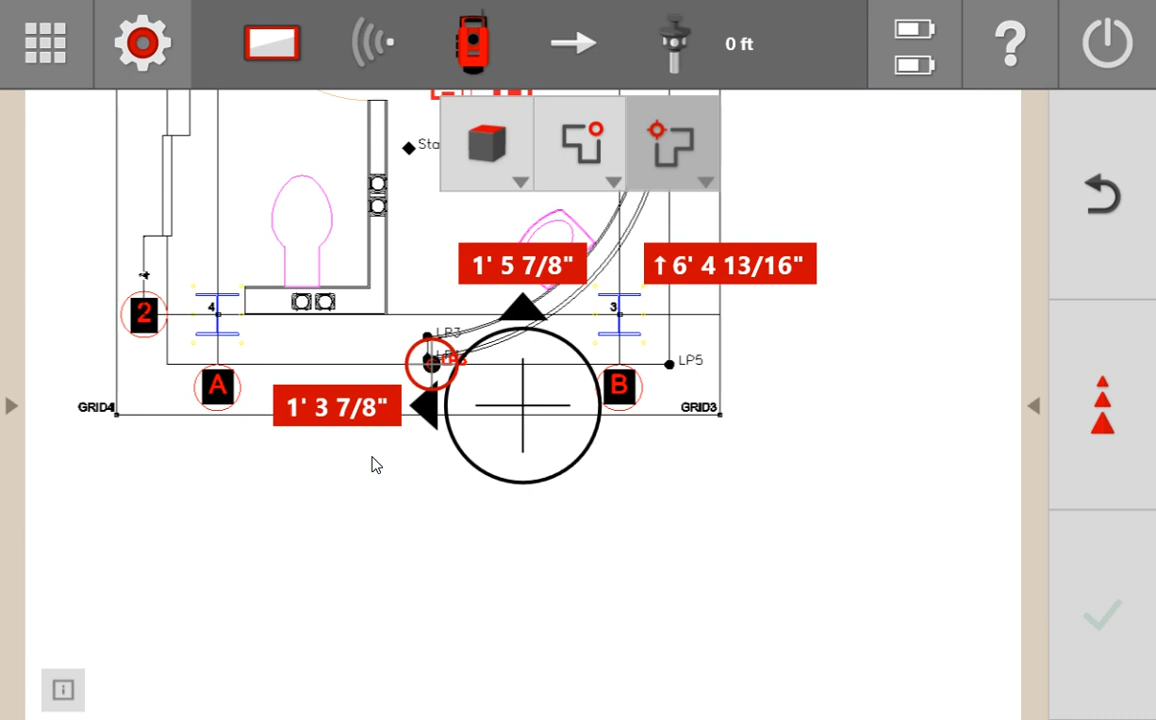 0 ft
Sta
1' 5 7/8"
↑ 6' 4 13/16"
2
4
3
LP3
LP5
A
B
1' 3 7/8"
GRID4
GRID3